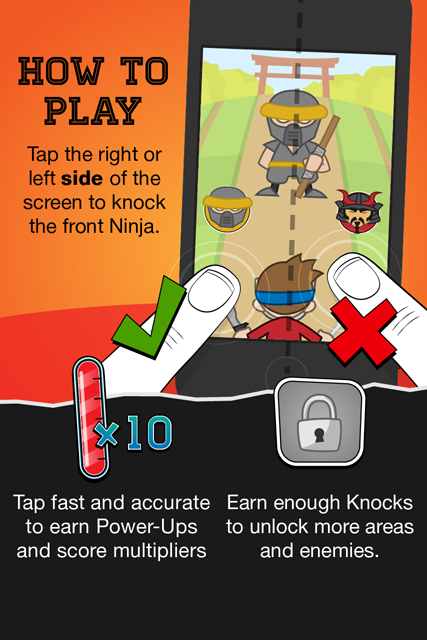 HOW TO
PLAY
Tap the right or
left side of the
screen to knock
the front Ninja.
×10
Tap fast and accurate
to earn Power-Ups
and score multipliers
Earn enough Knocks
to unlock more areas
and enemies.